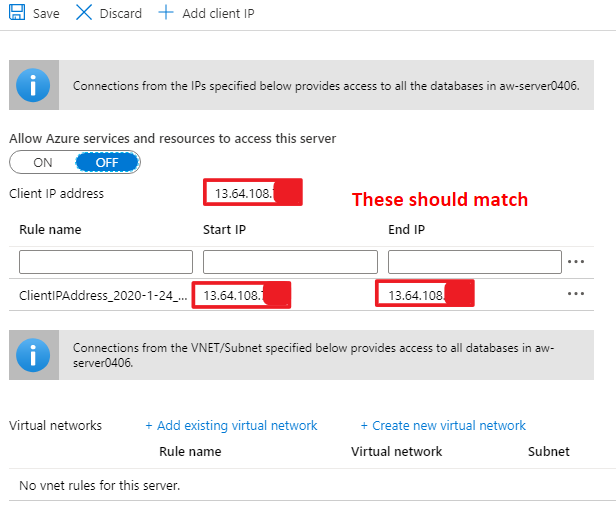 Save Discard Add client IP
Connections from the IPs specified below provides access to all the databases in aw-server0406.
Allow Azure services and resources to access this server
ON OFF
Client IP address 13.64.108.
These should match
Rule name Start IP End IP
ClientIPAddress_2020-1-24_... 13.64.108. 13.64.108.
Connections from the VNET/Subnet specified below provides access to all databases in aw-
server0406.
Virtual networks + Add existing virtual network + Create new virtual network
Rule name Virtual network Subnet
No vnet rules for this server.